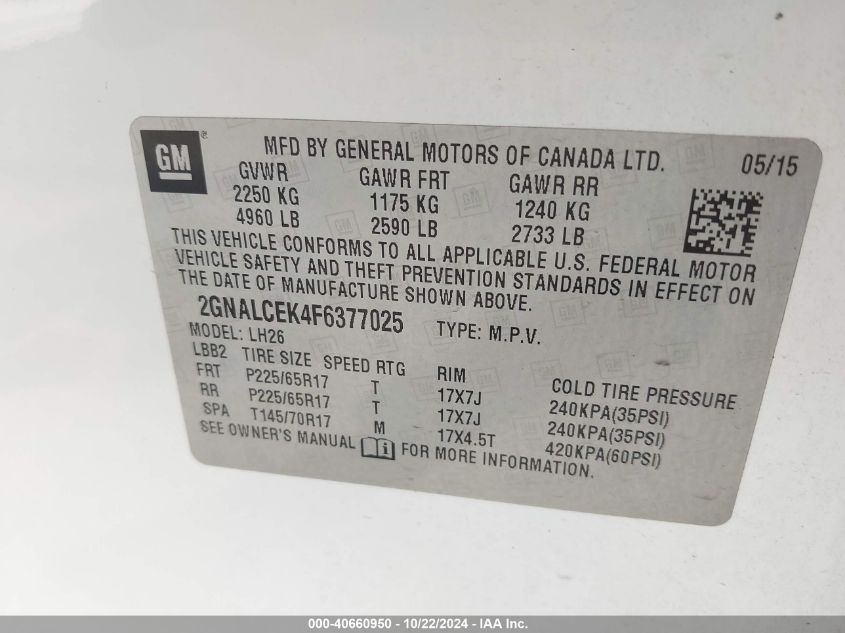 GM®
MFD BY GENERAL MOTORS OF CANADA LTD. 05/15
GVWR GAWR FRT GAWR RR
2250 KG 1175 KG 1240 KG
4960 LB 2590 LB 2733 LB
THIS VEHICLE CONFORMS TO ALL APPLICABLE U.S. FEDERAL MOTOR
VEHICLE SAFETY AND THEFT PREVENTION STANDARDS IN EFFECT ON
THE DATE OF MANUFACTURE SHOWN ABOVE.
2GNALCEK4F6377025 TYPE: M.P.V.
MODEL: LH26
LBB2 TIRE SIZE SPEED RTG RIM COLD TIRE PRESSURE
FRT P225/65R17 T 17X7J 240KPA(35PSI)
RR P225/65R17 T 17X7J 240KPA(35PSI)
SPA T145/70R17 M 17X4.5T 420KPA(60PSI)
SEE OWNER'S MANUAL i FOR MORE INFORMATION.
000-40660950 - 10/22/2024 - IAA Inc.